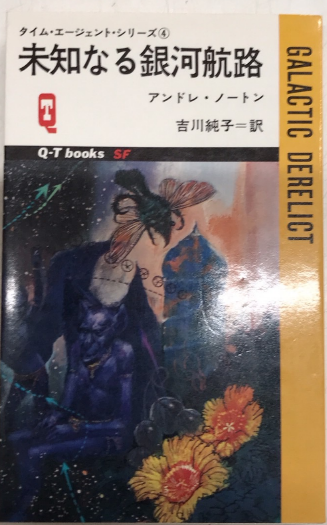 タイム・エージェント・シリーズ④
未知なる銀河航路
アンドレ・ノートン
吉川純子=訳
QT
Q-T books SF
GALACTIC DERELICT